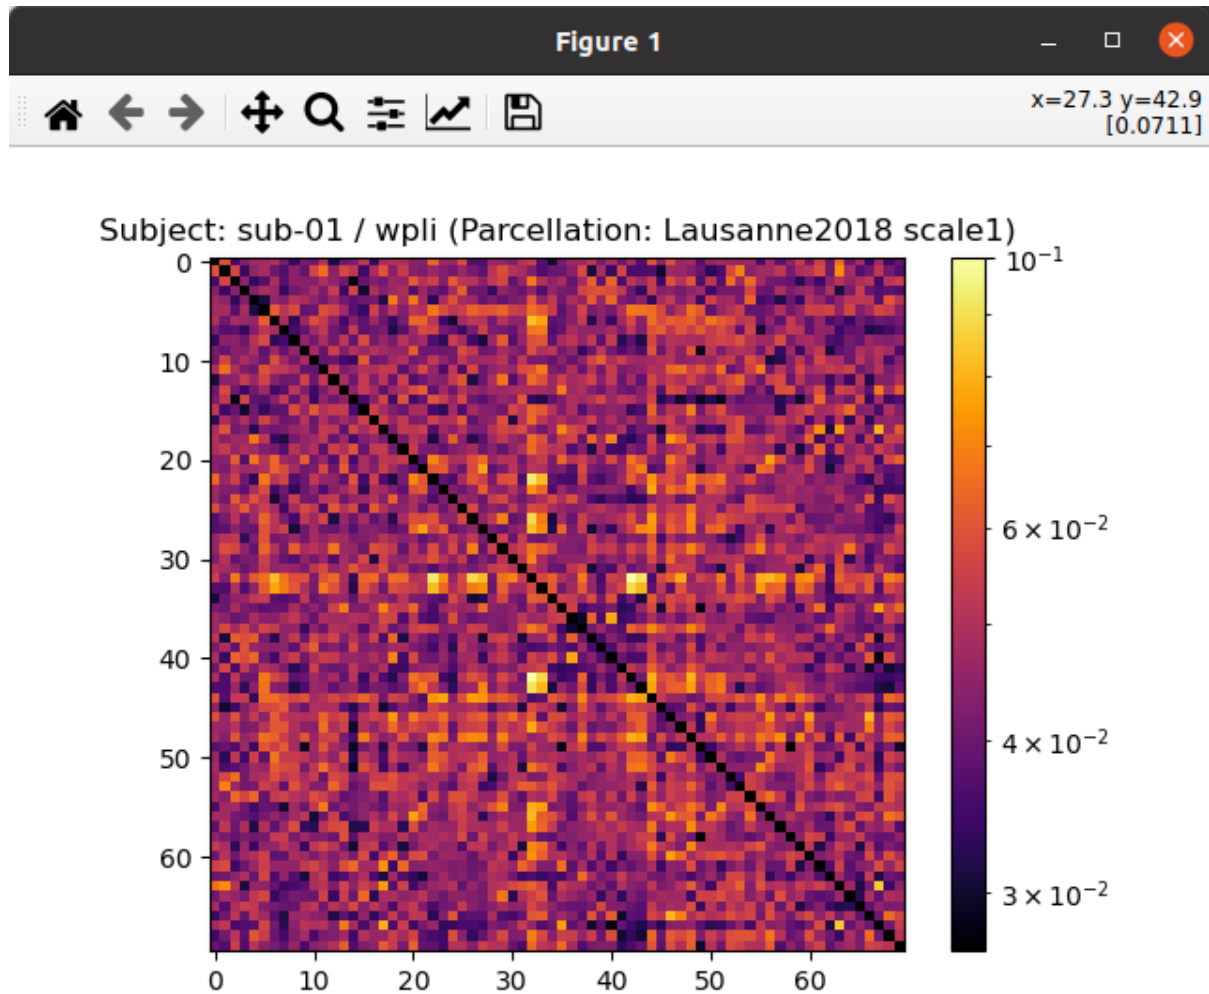 Figure 1
x=27.3 y=42.9
[0.0711]
Subject: sub-01 / wpli (Parcellation: Lausanne2018 scale1)
0
10
20
30
40
50
60
0 10 20 30 40 50 60
10⁻¹
6 × 10⁻²
4 × 10⁻²
3 × 10⁻²